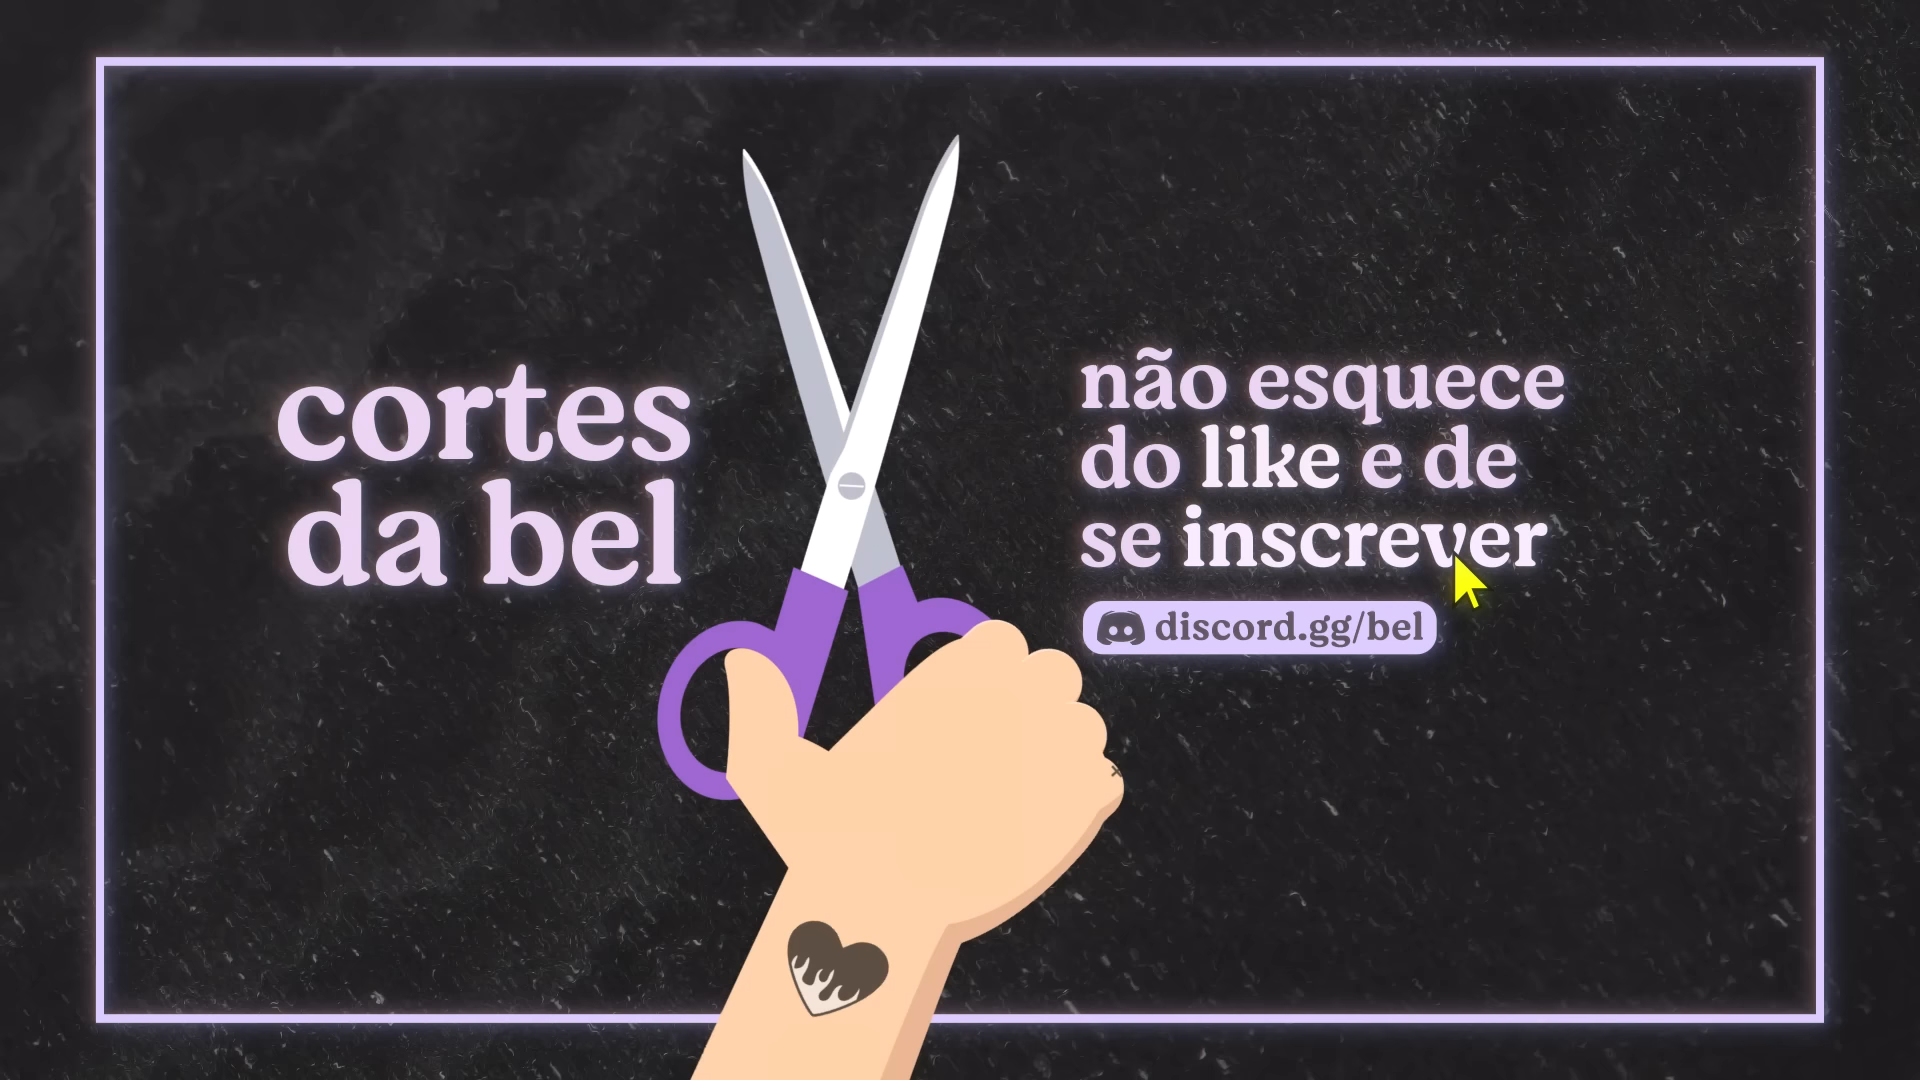 cortes
da bel
não esquece
do like e de
se inscrever
discord.gg/bel